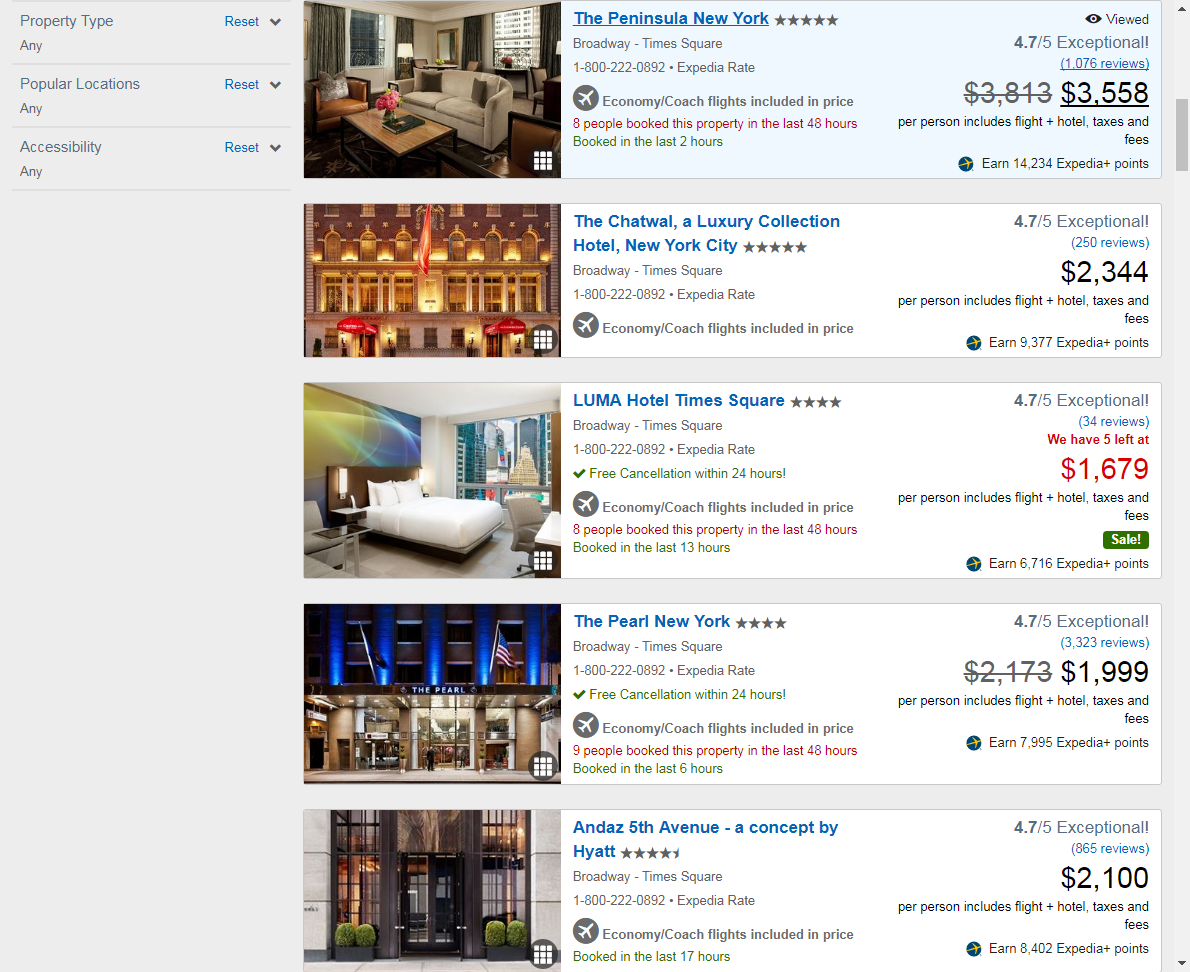 Property Type Reset
Any
Popular Locations Reset
Any
Accessibility Reset
Any
The Peninsula New York
Viewed
Broadway - Times Square
4.7/5 Exceptional!
1-800-222-0892 • Expedia Rate
(1,076 reviews)
$3,813 $3,558
Economy/Coach flights included in price
per person includes flight + hotel, taxes and
fees
8 people booked this property in the last 48 hours
Booked in the last 2 hours
Earn 14,234 Expedia+ points
The Chatwal, a Luxury Collection
Hotel, New York City
4.7/5 Exceptional!
(250 reviews)
Broadway - Times Square
$2,344
1-800-222-0892 • Expedia Rate
per person includes flight + hotel, taxes and
fees
Economy/Coach flights included in price
Earn 9,377 Expedia+ points
LUMA Hotel Times Square
4.7/5 Exceptional!
(34 reviews)
Broadway - Times Square
We have 5 left at
1-800-222-0892 • Expedia Rate
$1,679
Free Cancellation within 24 hours!
per person includes flight + hotel, taxes and
fees
Economy/Coach flights included in price
8 people booked this property in the last 48 hours
Sale!
Booked in the last 13 hours
Earn 6,716 Expedia+ points
THE PEARL
The Pearl New York
4.7/5 Exceptional!
(3,323 reviews)
Broadway - Times Square
1-800-222-0892 • Expedia Rate
$2,173 $1,999
Free Cancellation within 24 hours!
per person includes flight + hotel, taxes and
fees
Economy/Coach flights included in price
9 people booked this property in the last 48 hours
Earn 7,995 Expedia+ points
Booked in the last 6 hours
Andaz 5th Avenue - a concept by
Hyatt
4.7/5 Exceptional!
(865 reviews)
Broadway - Times Square
$2,100
1-800-222-0892 • Expedia Rate
per person includes flight + hotel, taxes and
fees
Economy/Coach flights included in price
Earn 8,402 Expedia+ points
Booked in the last 17 hours